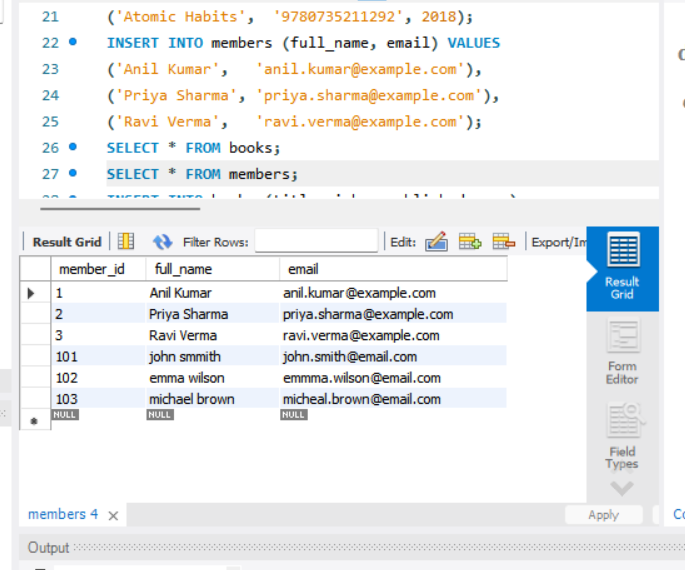 21 ('Atomic Habits', '9780735211292', 2018);
22 INSERT INTO members (full_name, email) VALUES
23 ('Anil Kumar', 'anil.kumar@example.com'),
24 ('Priya Sharma', 'priya.sharma@example.com'),
25 ('Ravi Verma', 'ravi.verma@example.com');
26 SELECT * FROM books;
27 SELECT * FROM members;
Result Grid Filter Rows: Edit: Export/Im
member_id full_name email
1 Anil Kumar anil.kumar@example.com
2 Priya Sharma priya.sharma@example.com
3 Ravi Verma ravi.verma@example.com
101 john smmith john.smith@email.com
102 emma wilson emmma.wilson@email.com
103 michael brown micheal.brown@email.com
NULL NULL NULL
Result
Grid
Form
Editor
Field
Types
members 4
Apply
Output